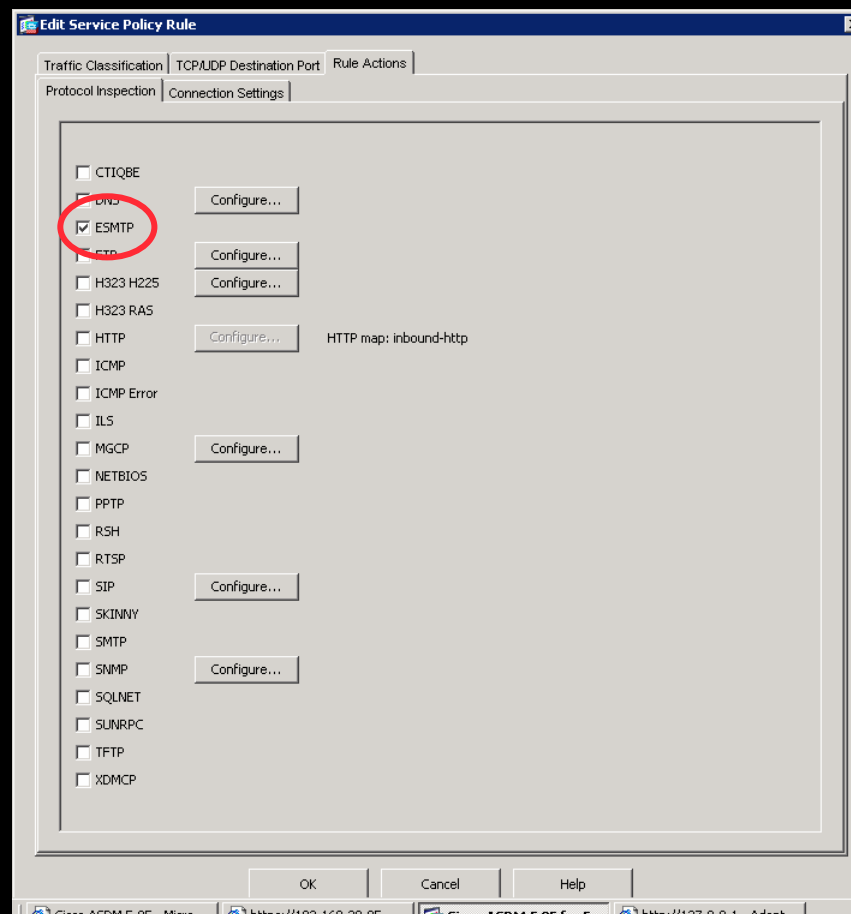 Edit Service Policy Rule
Traffic Classification TCP/UDP Destination Port Rule Actions
Protocol Inspection Connection Settings
CTIQBE
DNS Configure...
ESMTP
FTP Configure...
H323 H225 Configure...
H323 RAS
HTTP Configure... HTTP map: inbound-http
ICMP
ICMP Error
ILS
MGCP Configure...
NETBIOS
PPTP
RSH
RTSP
SIP Configure...
SKINNY
SMTP
SNMP Configure...
SQLNET
SUNRPC
TFTP
XDMCP
OK Cancel Help